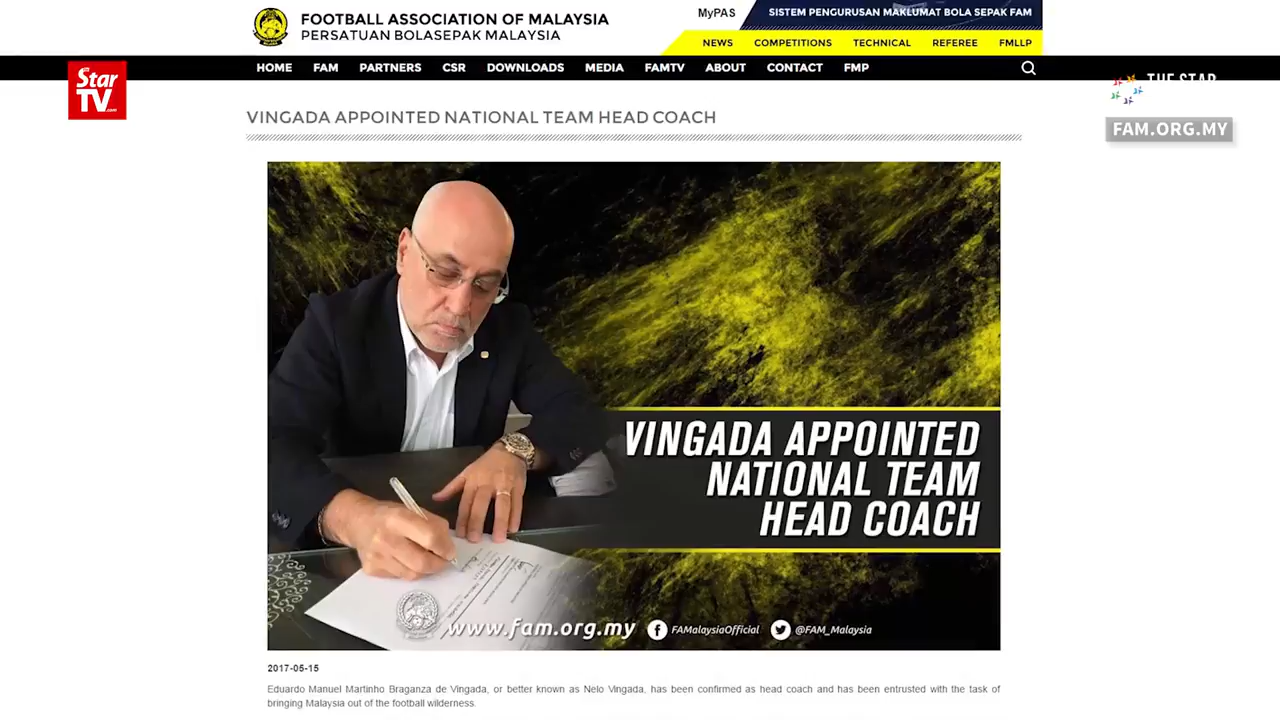 FOOTBALL ASSOCIATION OF MALAYSIA
PERSATUAN BOLASEPAK MALAYSIA
MyPAS
SISTEM PENGURUSAN MAKLUMAT BOLA SEPAK FAM
NEWS COMPETITIONS TECHNICAL REFEREE FMLLP
HOME FAM PARTNERS CSR DOWNLOADS MEDIA FAMTV ABOUT CONTACT FMP
Star
TV.com
THE STAR
FAM.ORG.MY
VINGADA APPOINTED NATIONAL TEAM HEAD COACH
VINGADA APPOINTED
NATIONAL TEAM
HEAD COACH
www.fam.org.my FAMalaysiaOfficial @FAM_Malaysia
2017-05-15
Eduardo Manuel Martinho Braganza de Vingada, or better known as Nelo Vingada, has been confirmed as head coach and has been entrusted with the task of
bringing Malaysia out of the football wilderness.